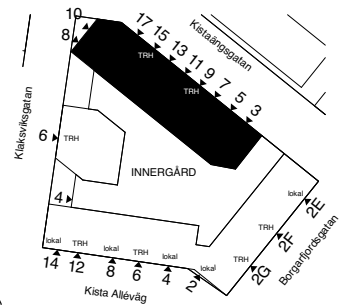 10
8
17
15
13
11
9
7
5
3
Kistaängsgatan
TRH
TRH
Klaksviksgatan
6
TRH
INNERGÅRD
4
lokal
2E
TRH
2F
Borgarfjordsgatan
TRH
2G
lokal
14
TRH
12
lokal
8
TRH
6
lokal
4
lokal
2
Kista Alléväg